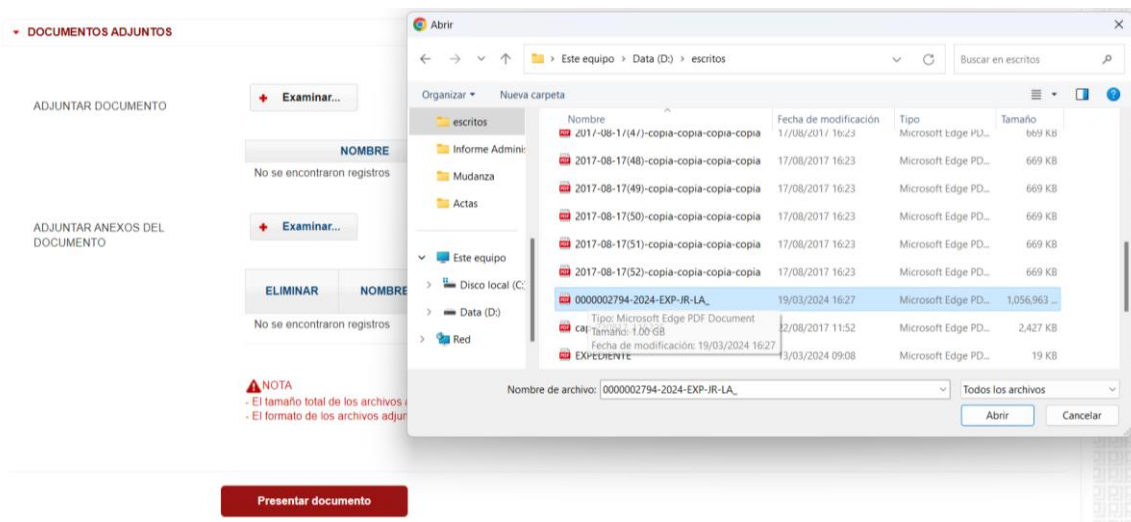 DOCUMENTOS ADJUNTOS
ADJUNTAR DOCUMENTO
Examinar...
NOMBRE
No se encontraron registros
ADJUNTAR ANEXOS DEL
DOCUMENTO
Examinar...
ELIMINAR NOMBRE
No se encontraron registros
NOTA
- El tamaño total de los archivos
- El formato de los archivos adjun
Presentar documento
Abrir
Este equipo > Data (D:) > escritos
Buscar en escritos
Organizar Nueva carpeta
escritos
Informe Adminis
Mudanza
Actas
Este equipo
Disco local (C:)
Data (D:)
Red
Nombre Fecha de modificación Tipo Tamaño
2017-08-17(47)-copia-copia-copia-copia 17/08/2017 16:23 Microsoft Edge PD... 669 KB
2017-08-17(48)-copia-copia-copia-copia 17/08/2017 16:23 Microsoft Edge PD... 669 KB
2017-08-17(49)-copia-copia-copia-copia 17/08/2017 16:23 Microsoft Edge PD... 669 KB
2017-08-17(50)-copia-copia-copia-copia 17/08/2017 16:23 Microsoft Edge PD... 669 KB
2017-08-17(51)-copia-copia-copia-copia 17/08/2017 16:23 Microsoft Edge PD... 669 KB
2017-08-17(52)-copia-copia-copia-copia 17/08/2017 16:23 Microsoft Edge PD... 669 KB
0000002794-2024-EXP-JR-LA_ 19/03/2024 16:27 Microsoft Edge PD... 1,056,963 ...
22/08/2017 11:52 Microsoft Edge PD... 2,427 KB
EXPEDIENTE 13/03/2024 09:08 Microsoft Edge PD... 19 KB
Tipo: Microsoft Edge PDF Document
Tamaño: 1.00 GB
Fecha de modificación: 19/03/2024 16:27
Nombre de archivo: 0000002794-2024-EXP-JR-LA_ Todos los archivos
Abrir Cancelar